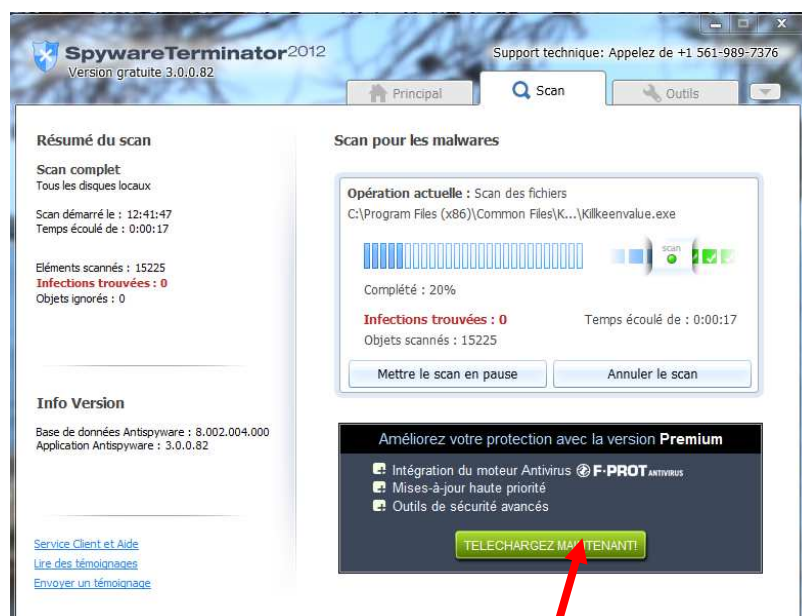 SpywareTerminator2012
Version gratuite 3.0.0.82
Support technique: Appelez de +1 561-989-7376
Principal
Scan
Outils
Résumé du scan
Scan complet
Tous les disques locaux
Scan démarré le : 12:41:47
Temps écoulé de : 0:00:17
Eléments scannés : 15225
Infections trouvées : 0
Objets ignorés : 0
Info Version
Base de données Antispyware : 8.002.004.000
Application Antispyware : 3.0.0.82
Service Client et Aide
Lire des témoignages
Envoyer un témoignage
Scan pour les malwares
Opération actuelle : Scan des fichiers
C:\Program Files (x86)\Common Files\K...\Killkeenvalue.exe
scan
Complété : 20%
Infections trouvées : 0
Temps écoulé de : 0:00:17
Objets scannés : 15225
Mettre le scan en pause
Annuler le scan
Améliorez votre protection avec la version Premium
Intégration du moteur Antivirus F-PROT ANTIVIRUS
Mises-à-jour haute priorité
Outils de sécurité avancés
TELECHARGEZ MAINTENANT!